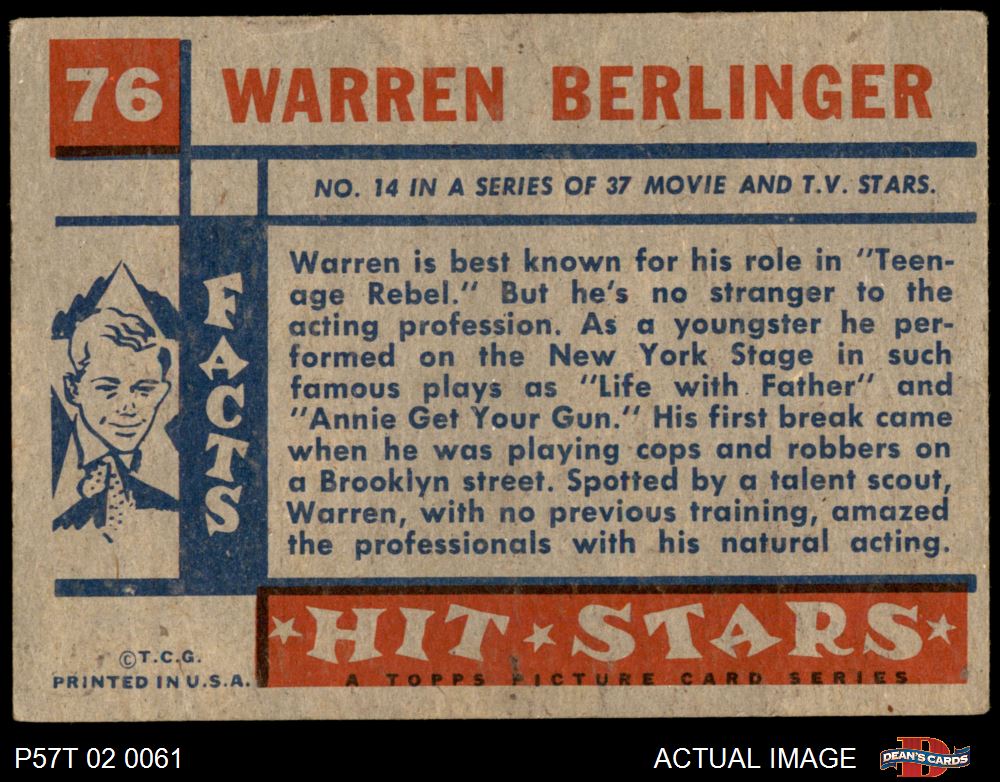 76
WARREN BERLINGER
NO. 14 IN A SERIES OF 37 MOVIE AND T.V. STARS.
FACTS
Warren is best known for his role in "Teen-
age Rebel." But he's no stranger to the
acting profession. As a youngster he per-
formed on the New York Stage in such
famous plays as "Life with Father" and
"Annie Get Your Gun." His first break came
when he was playing cops and robbers on
a Brooklyn street. Spotted by a talent scout,
Warren, with no previous training, amazed
the professionals with his natural acting.
HIT STARS
A TOPPS PICTURE CARD SERIES
©T.C.G.
PRINTED IN U.S.A.
P57T 02 0061
ACTUAL IMAGE
D
DEAN'S CARDS